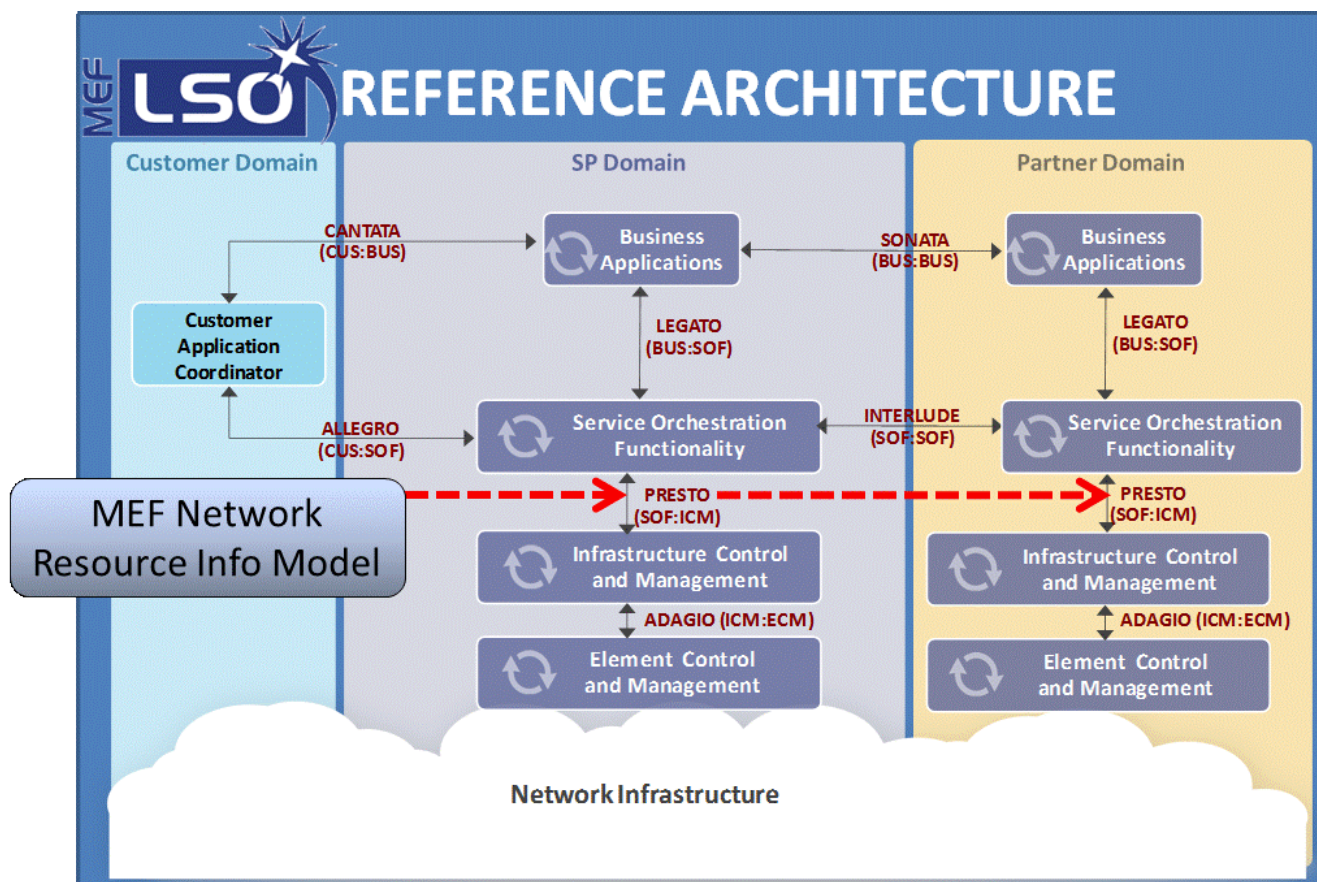 MEF
LSO
REFERENCE ARCHITECTURE
Customer Domain
SP Domain
Partner Domain
CANTATA
(CUS:BUS)
Business
Applications
SONATA
(BUS:BUS)
Business
Applications
Customer
Application
Coordinator
LEGATO
(BUS:SOF)
LEGATO
(BUS:SOF)
ALLEGRO
(CUS:SOF)
Service Orchestration
Functionality
INTERLUDE
(SOF:SOF)
Service Orchestration
Functionality
MEF Network
Resource Info Model
PRESTO
(SOF:ICM)
PRESTO
(SOF:ICM)
Infrastructure Control
and Management
Infrastructure Control
and Management
ADAGIO (ICM:ECM)
ADAGIO (ICM:ECM)
Element Control
and Management
Element Control
and Management
Network Infrastructure